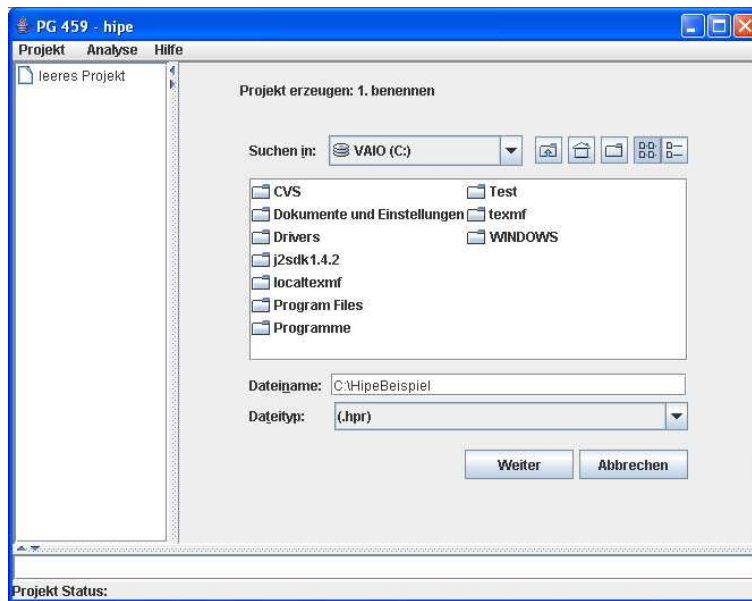 PG 459 - hipe
Projekt Analyse Hilfe
leeres Projekt
Projekt erzeugen: 1. benennen
Suchen in: VAIO (C:)
CVS
Dokumente und Einstellungen
Drivers
j2sdk1.4.2
localtexmf
Program Files
Programme
Test
texmf
WINDOWS
Dateiname: C:\HipeBeispiel
Dateityp: (.hpr)
Weiter Abbrechen
Projekt Status: